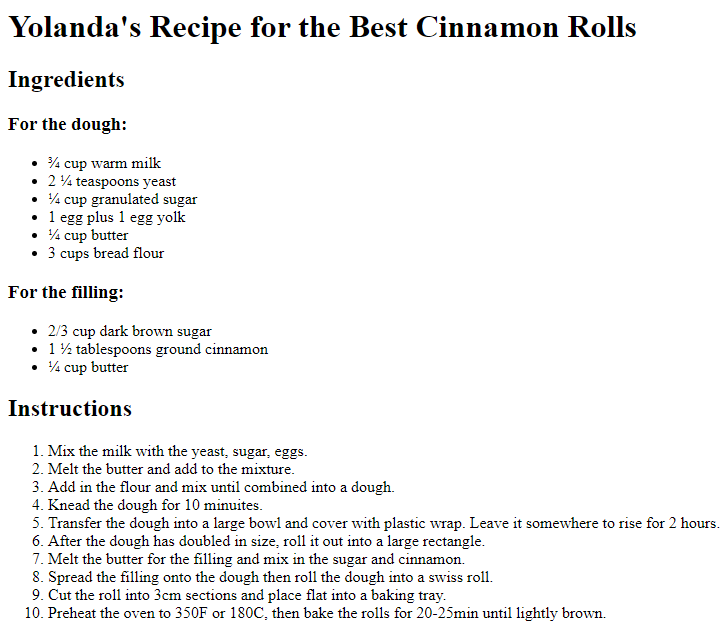 Yolanda's Recipe for the Best Cinnamon Rolls
Ingredients
For the dough:
• ¾ cup warm milk
• 2 ¼ teaspoons yeast
• ¼ cup granulated sugar
• 1 egg plus 1 egg yolk
• ¼ cup butter
• 3 cups bread flour
For the filling:
• 2/3 cup dark brown sugar
• 1 ½ tablespoons ground cinnamon
• ¼ cup butter
Instructions
1. Mix the milk with the yeast, sugar, eggs.
2. Melt the butter and add to the mixture.
3. Add in the flour and mix until combined into a dough.
4. Knead the dough for 10 minuites.
5. Transfer the dough into a large bowl and cover with plastic wrap. Leave it somewhere to rise for 2 hours.
6. After the dough has doubled in size, roll it out into a large rectangle.
7. Melt the butter for the filling and mix in the sugar and cinnamon.
8. Spread the filling onto the dough then roll the dough into a swiss roll.
9. Cut the roll into 3cm sections and place flat into a baking tray.
10. Preheat the oven to 350F or 180C, then bake the rolls for 20-25min until lightly brown.